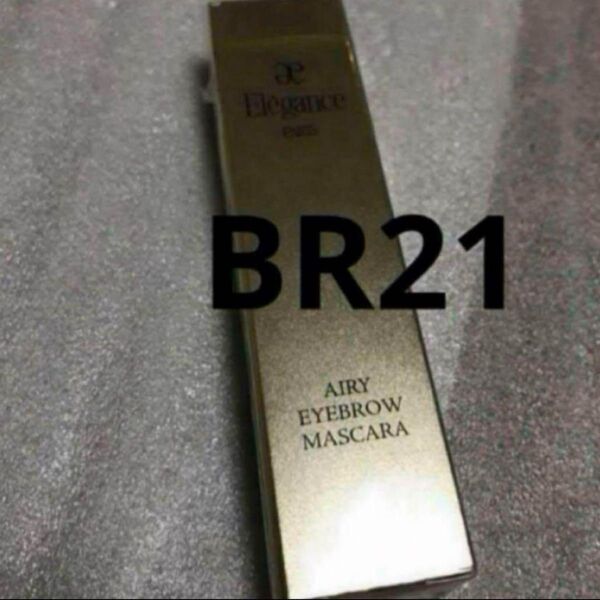 Elégance
PARIS
BR21
AIRY
EYEBROW
MASCARA